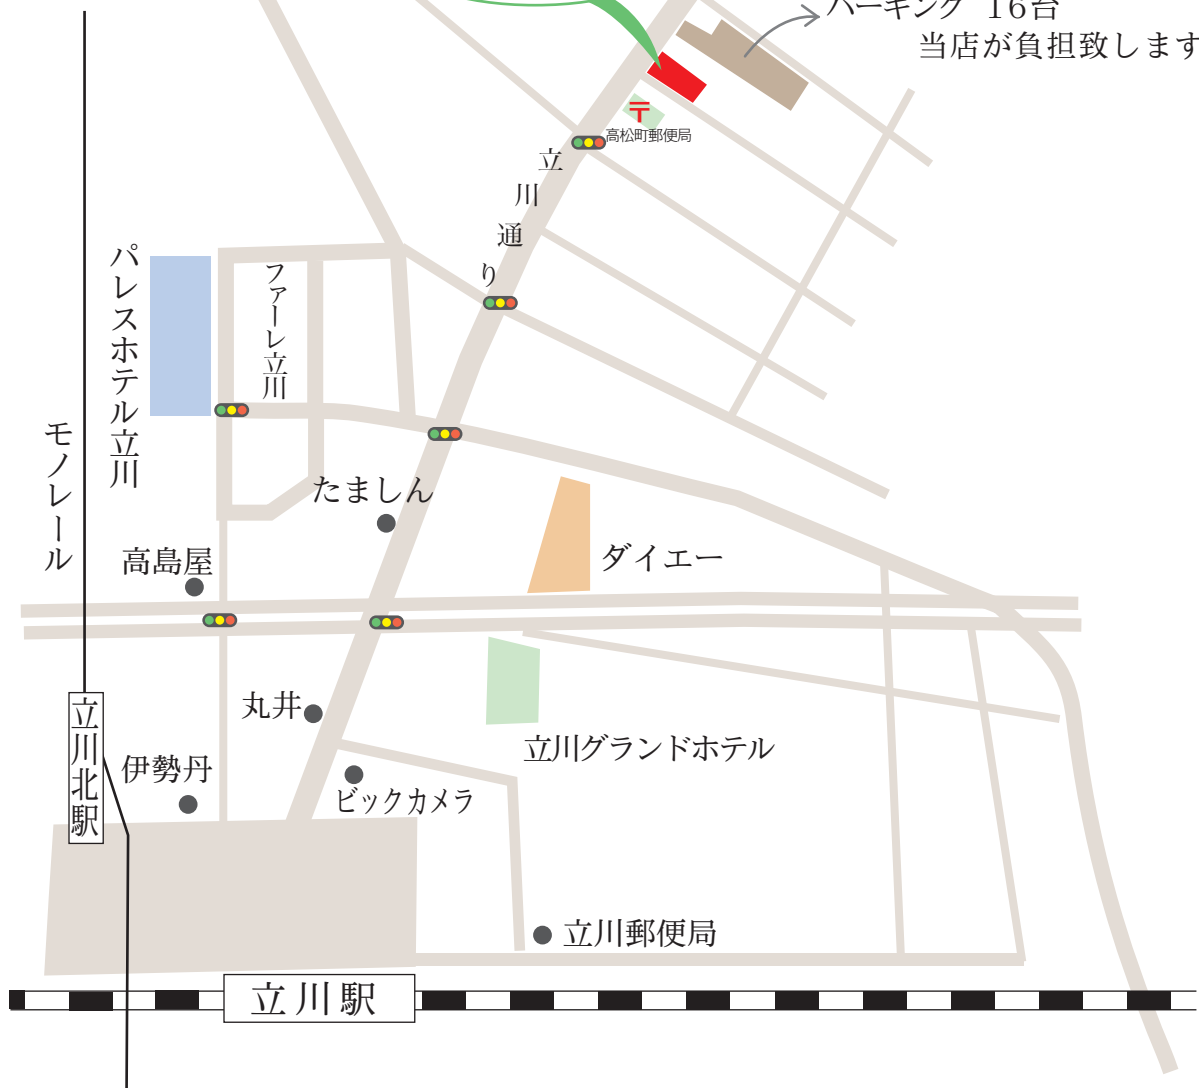 パーキング 16台
当店が負担致します
高松町郵便局
立川通り
パレスホテル立川
ファーレ立川
モノレール
たましん
高島屋
ダイエー
丸井
立川グランドホテル
立川北駅
伊勢丹
ビックカメラ
立川郵便局
立川駅